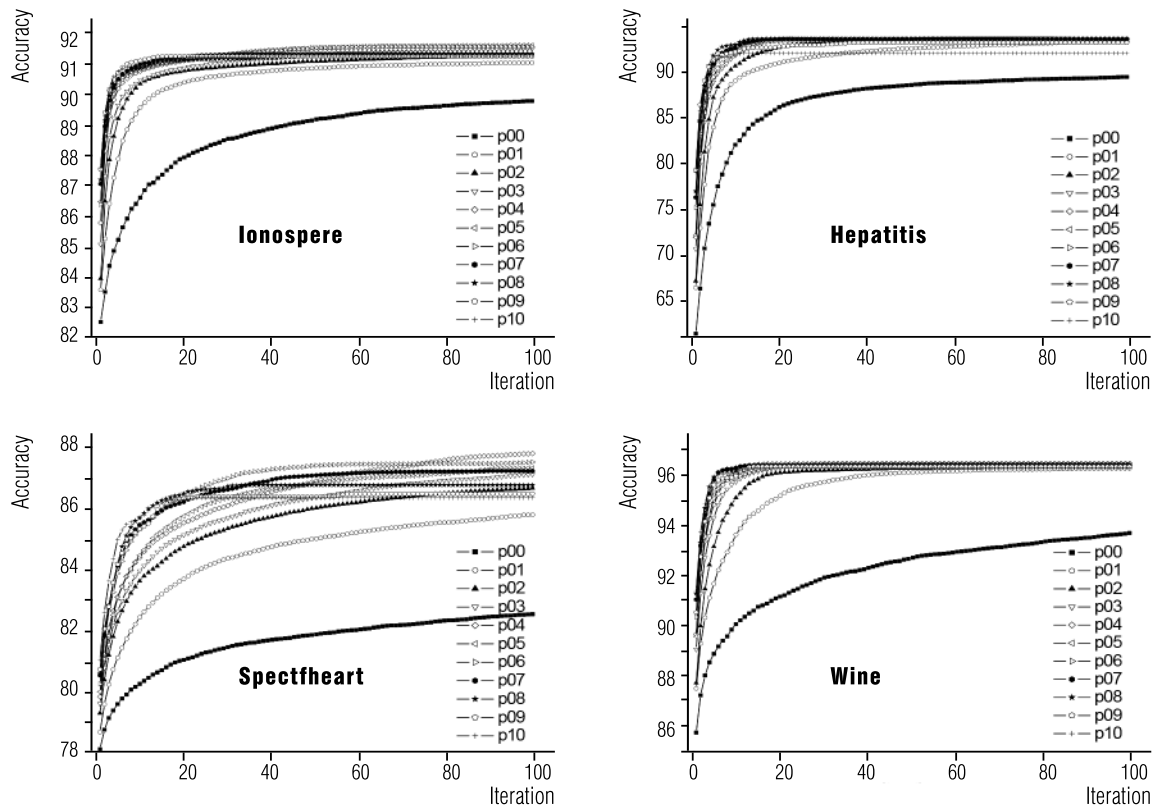 Accuracy
92
91
90
89
88
87
86
85
84
83
82
0 20 40 60 80 100
Iteration
Ionospere
p00
p01
p02
p03
p04
p05
p06
p07
p08
p09
p10
Accuracy
90
85
80
75
70
65
0 20 40 60 80 100
Iteration
Hepatitis
p00
p01
p02
p03
p04
p05
p06
p07
p08
p09
p10
Accuracy
88
86
84
82
80
78
0 20 40 60 80 100
Iteration
Spectfheart
p00
p01
p02
p03
p04
p05
p06
p07
p08
p09
p10
Accuracy
96
94
92
90
88
86
0 20 40 60 80 100
Iteration
Wine
p00
p01
p02
p03
p04
p05
p06
p07
p08
p09
p10